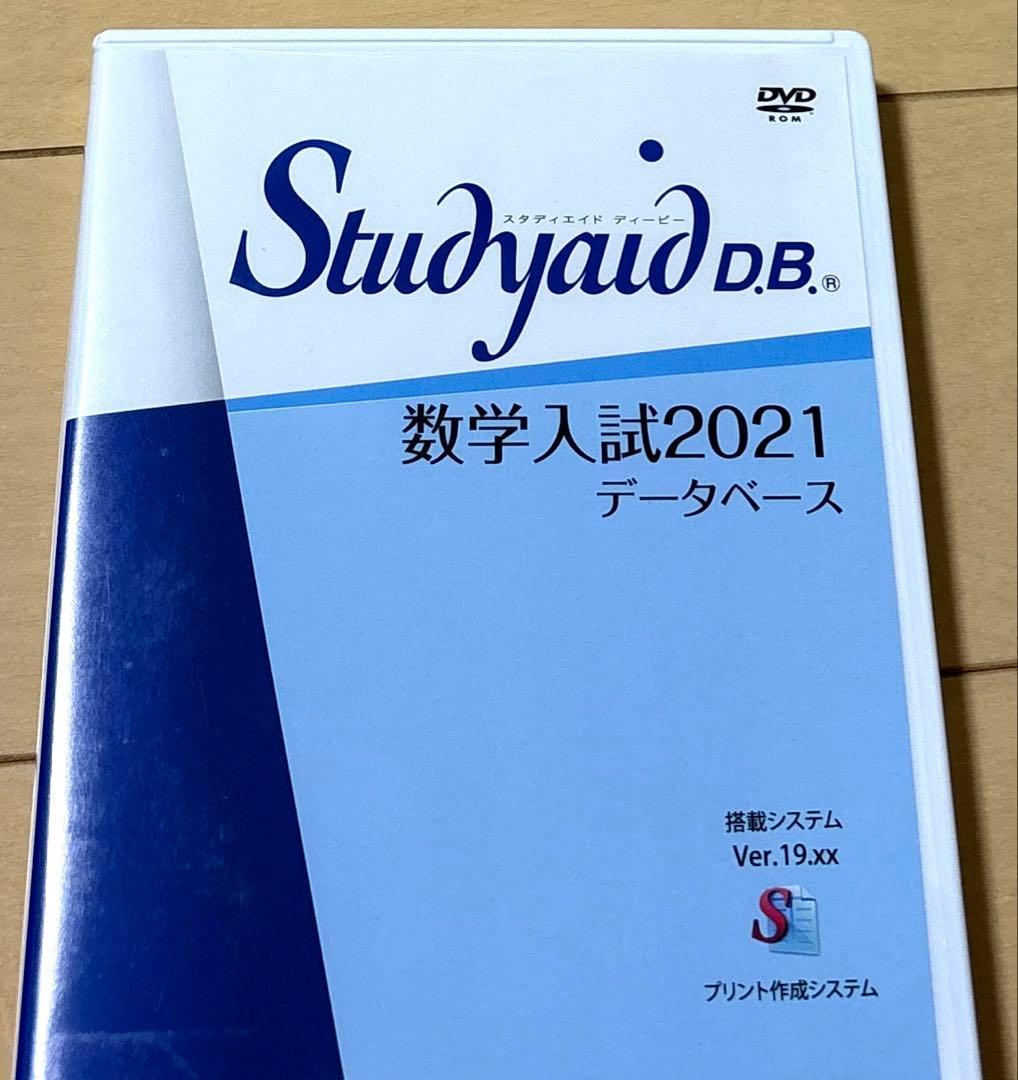 DVD
ROM
スタディエイド ディービー
Studyaid D.B.®
数学入試2021
データベース
搭載システム
Ver.19.xx
S
プリント作成システム